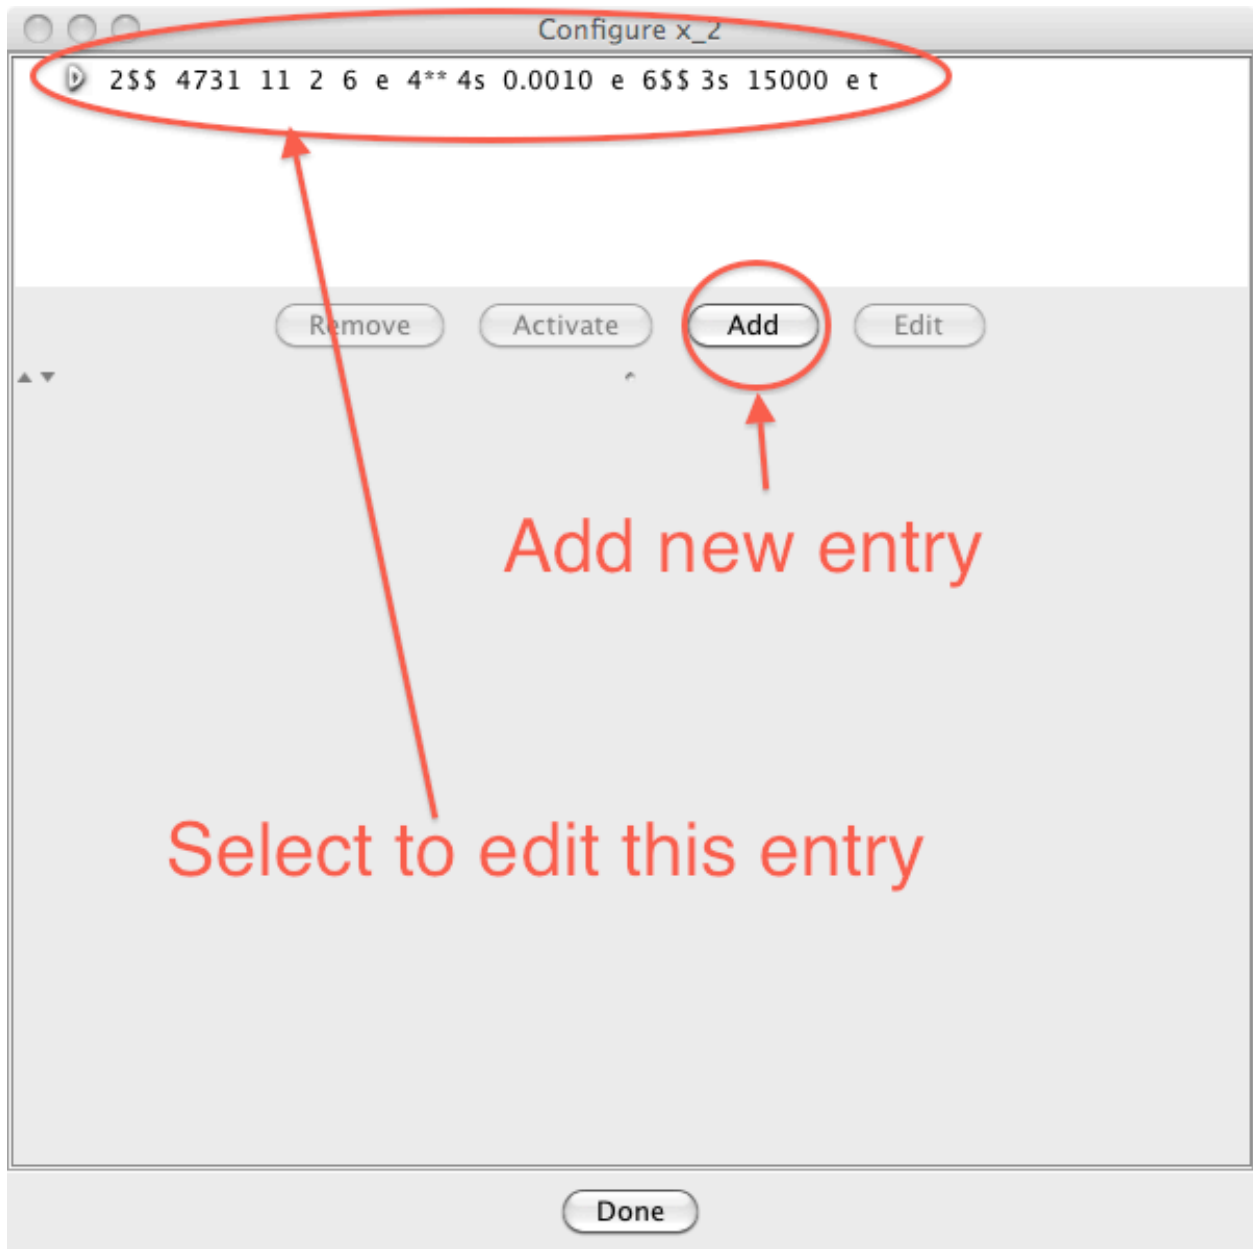 Configure x_2
2$$ 4731 11 2 6 e 4** 4s 0.0010 e 6$$ 3s 15000 e t
Remove Activate Add Edit
Add new entry
Select to edit this entry
Done